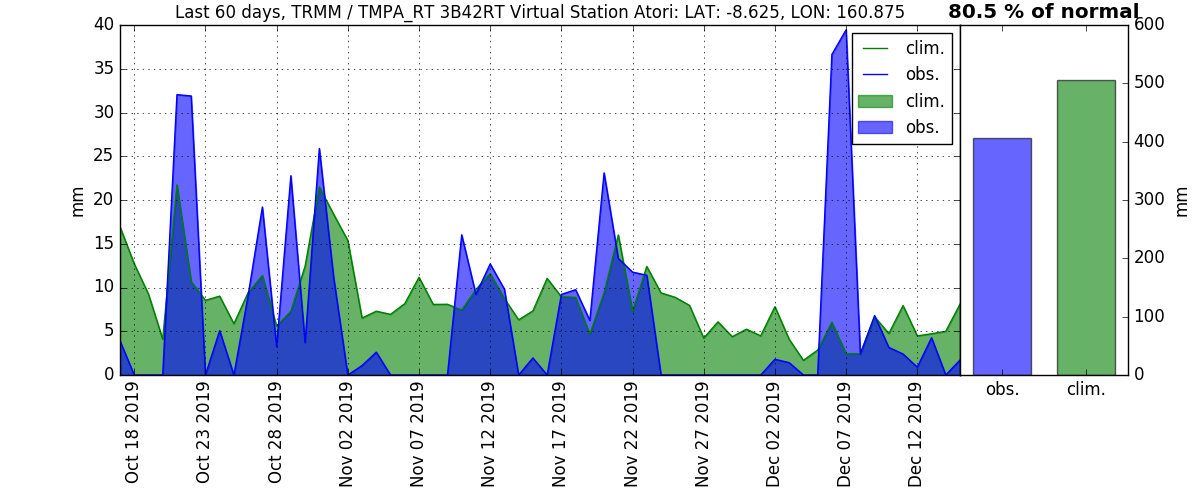 Last 60 days, TRMM / TMPA_RT 3B42RT Virtual Station Atori: LAT: -8.625, LON: 160.875
80.5 % of normal
40
35
30
25
20
15
10
5
0
mm
clim.
obs.
clim.
obs.
600
500
400
300
200
100
0
mm
obs.
clim.
Oct 18 2019
Oct 23 2019
Oct 28 2019
Nov 02 2019
Nov 07 2019
Nov 12 2019
Nov 17 2019
Nov 22 2019
Nov 27 2019
Dec 02 2019
Dec 07 2019
Dec 12 2019